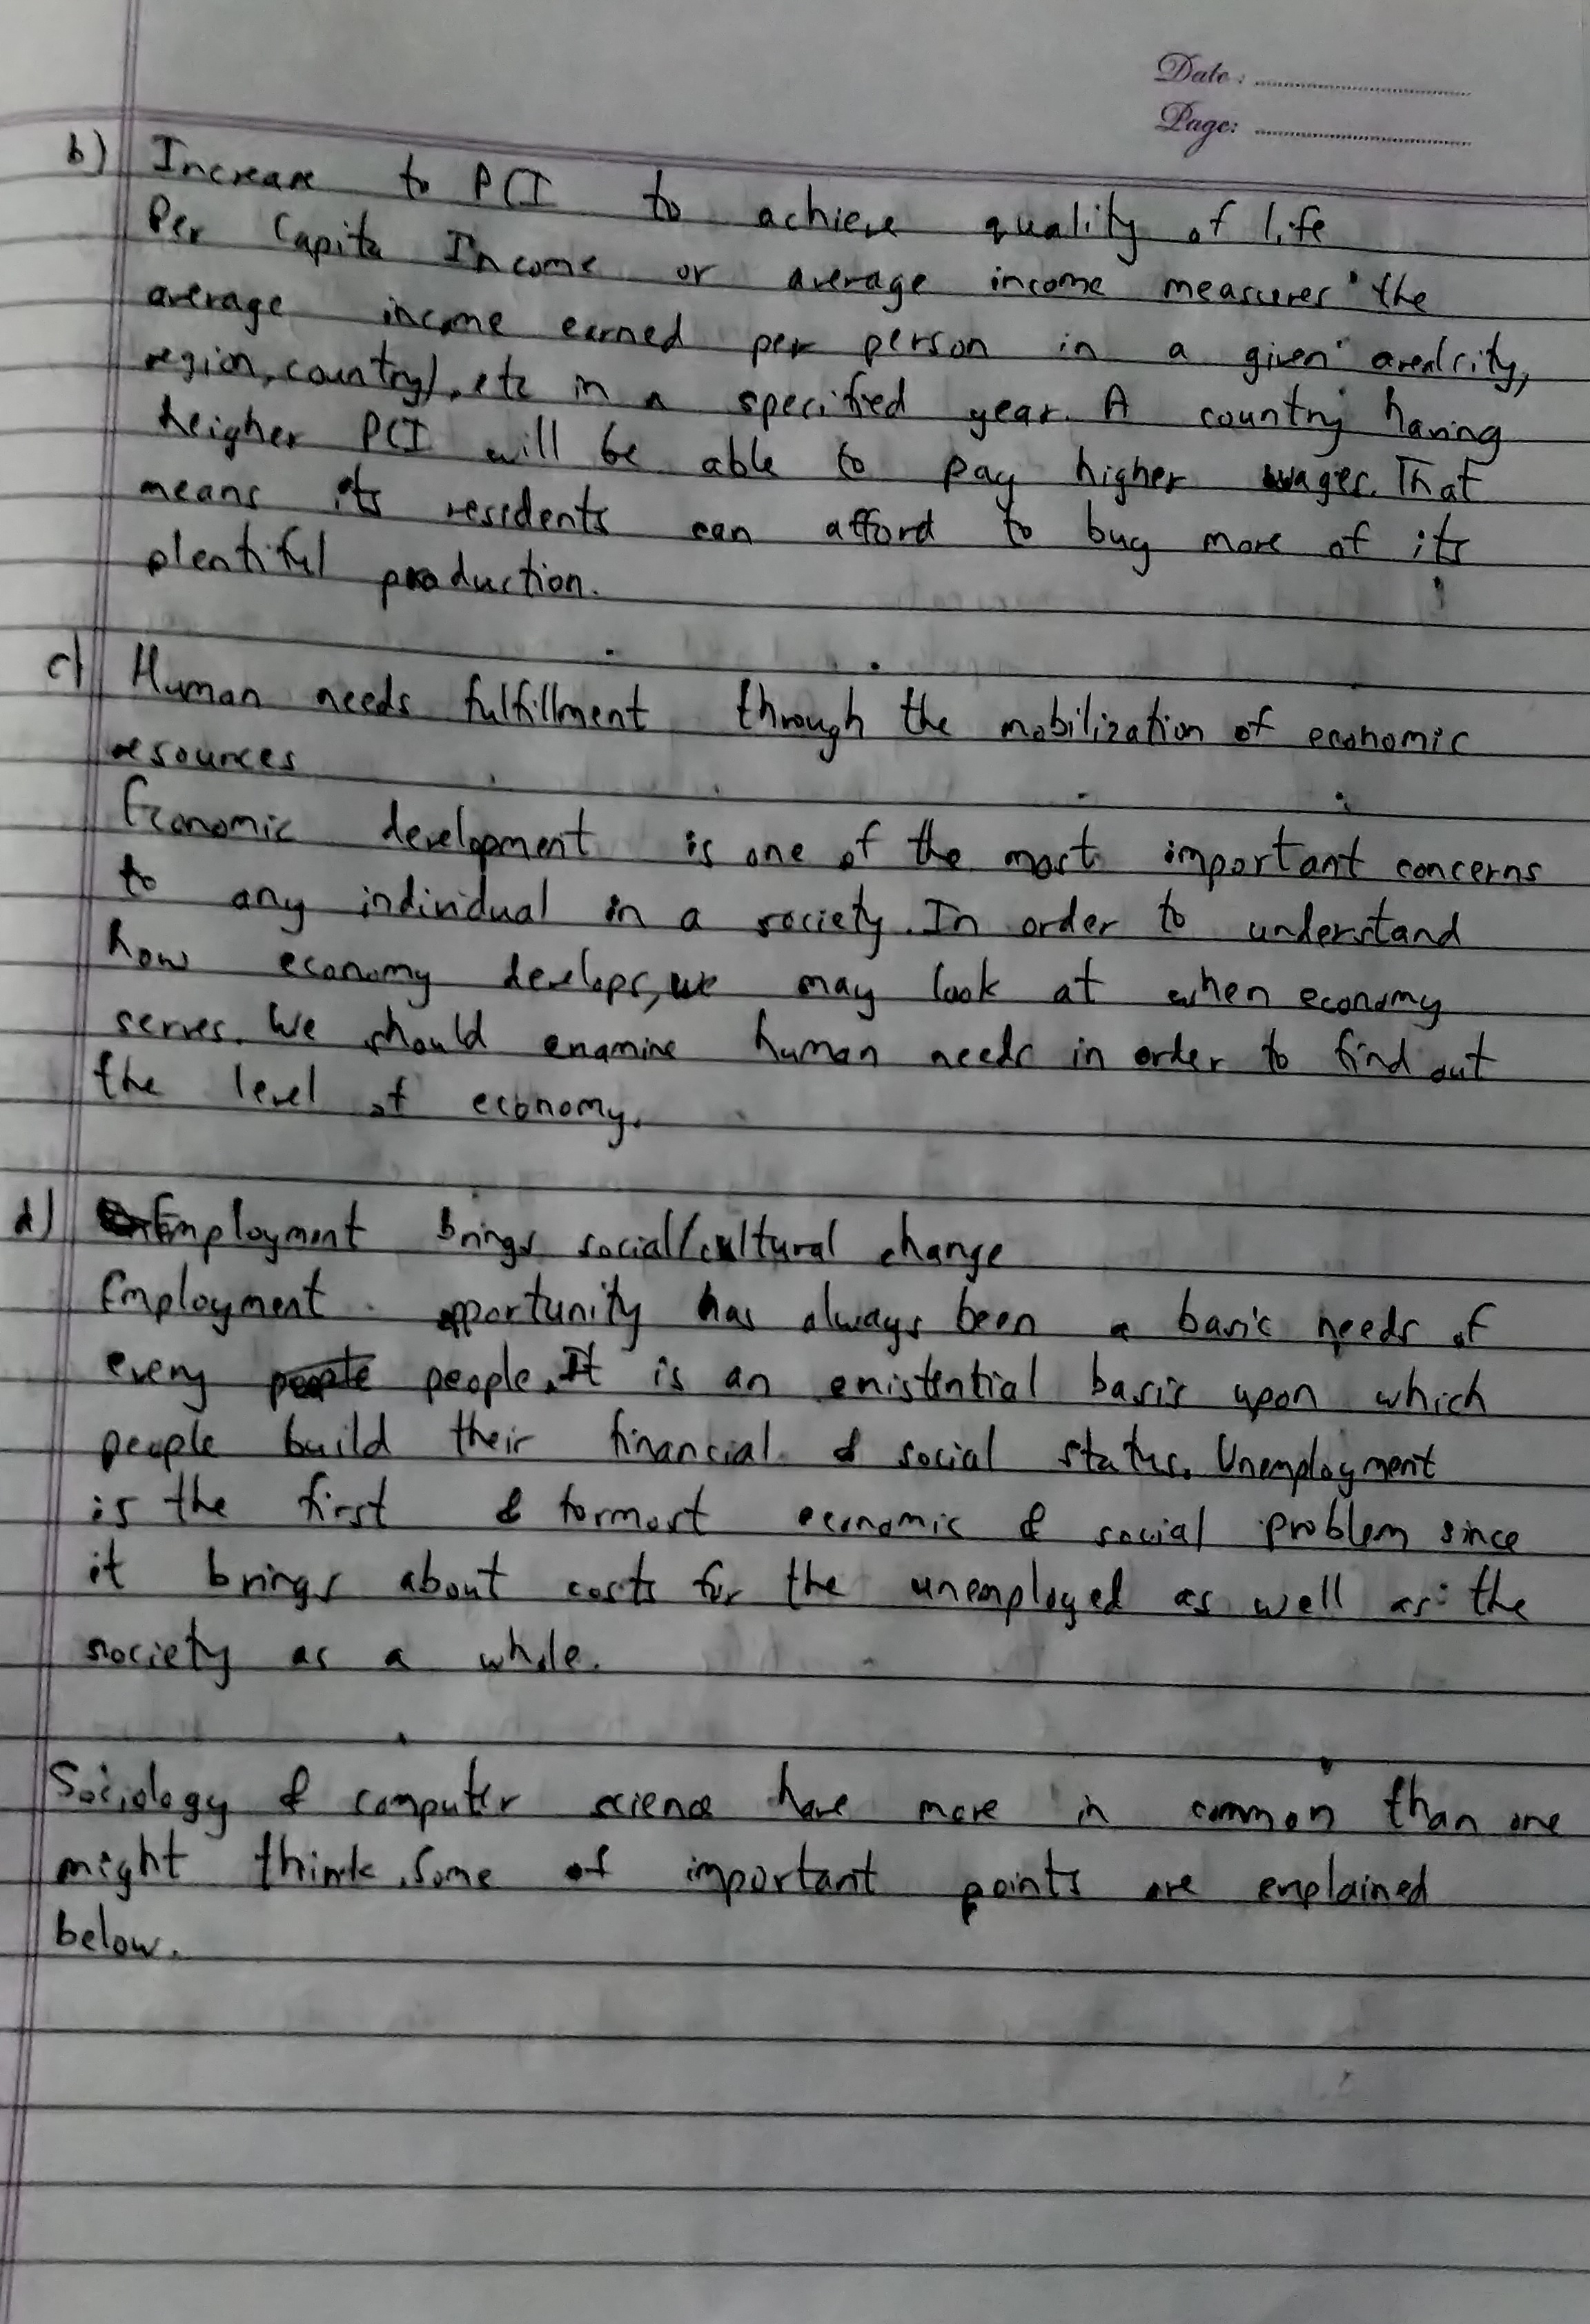 Date :
Page:
b) Increase to PCI to achieve quality of life
Per Capita Income or average income measures the
average income earned per person in a given area(city,
region, country), etc in a specified year. A country having
heigher PCI will be able to pay higher wages. That
means its residents can afford to buy more of its
plentiful production.
c) Human needs fulfillment through the mobilization of economic
resources
Economic development is one of the most important concerns
to any individual in a society. In order to understand
how economy develops, we may look at when economy
serves. We should examine human needs in order to find out
the level of economy.
d) Employment brings social/cultural change
Employment opportunity has always been a basic needs of
every people people. It is an existential basis upon which
people build their financial & social status. Unemployment
is the first & formost economic & social problem since
it brings about costs for the unemployed as well as the
society as a whole.
Sociology & computer science have more in common than one
might think. Some of important points are explained
below.